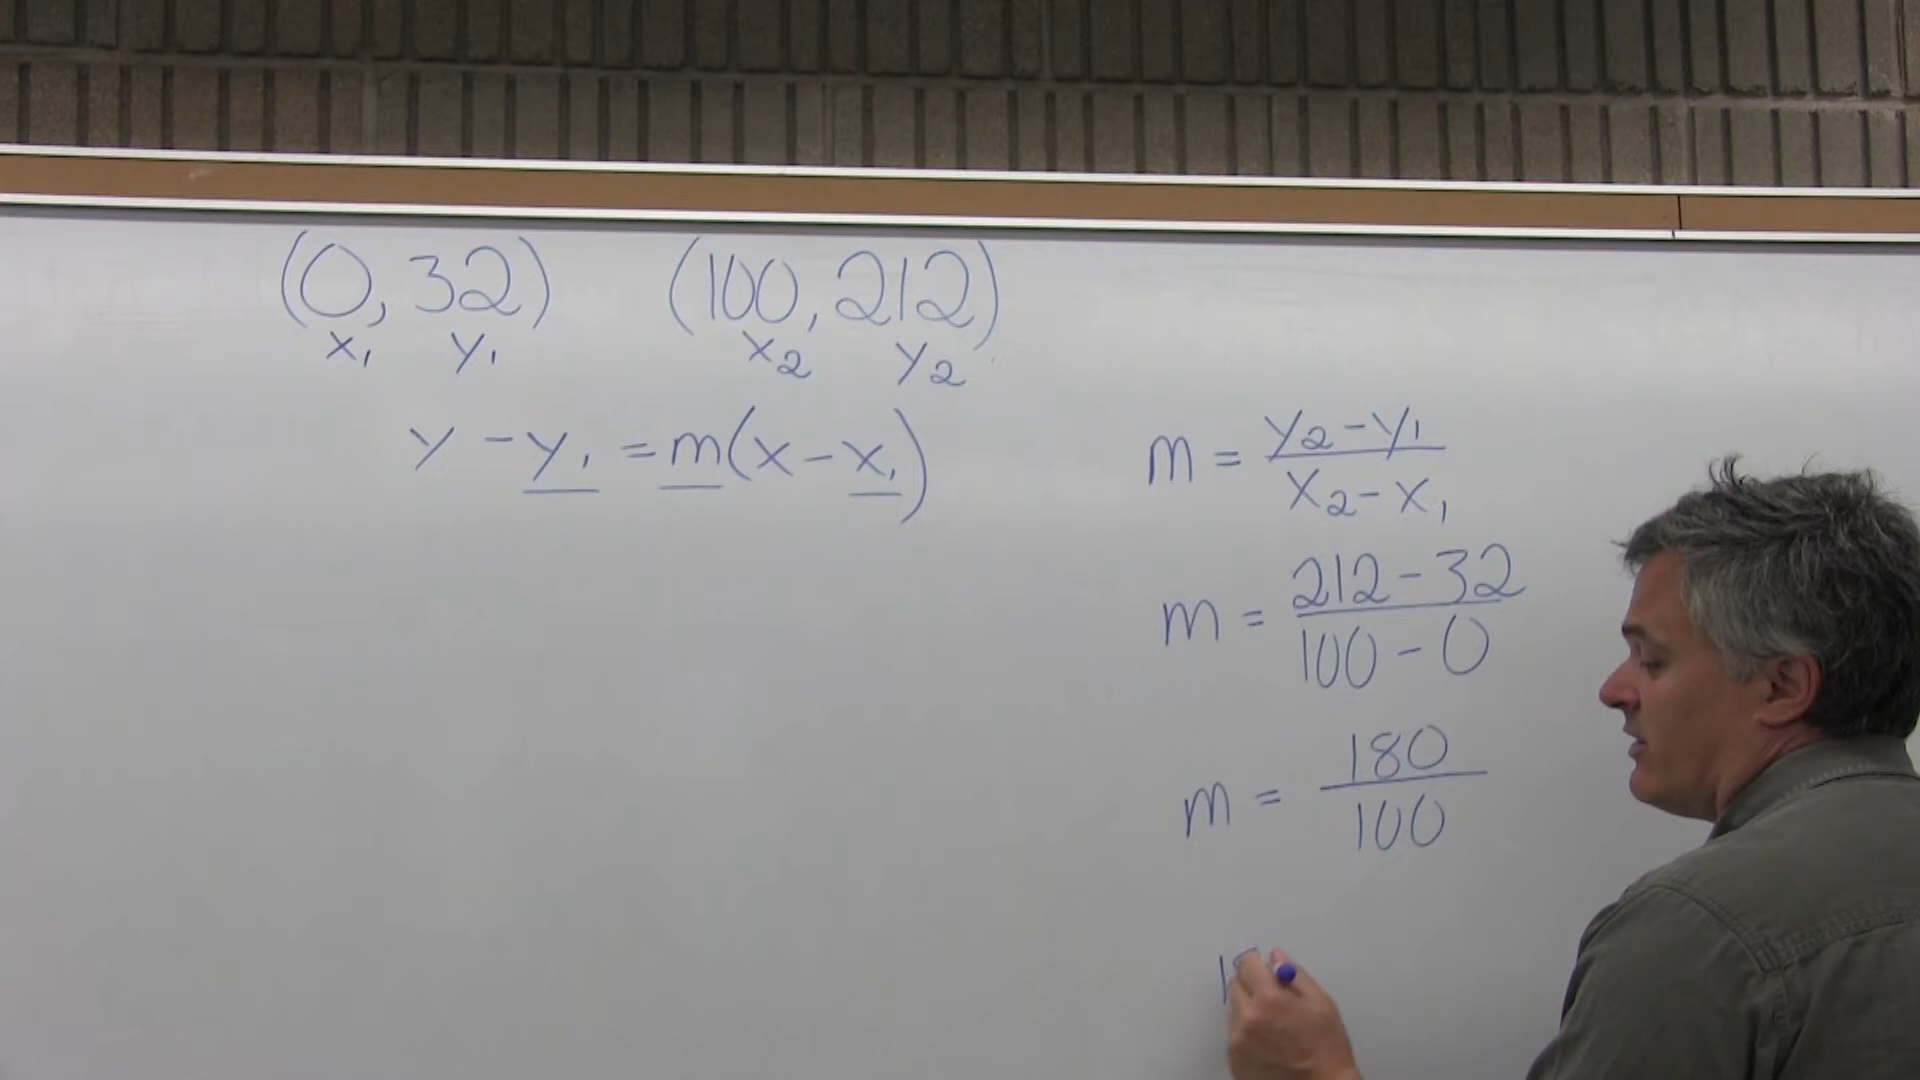 (0, 32) (100, 212)
x₁ y₁ x₂ y₂
y - y₁ = m(x - x₁)
m = y₂ - y₁ / x₂ - x₁
m = 212 - 32 / 100 - 0
m = 180 / 100